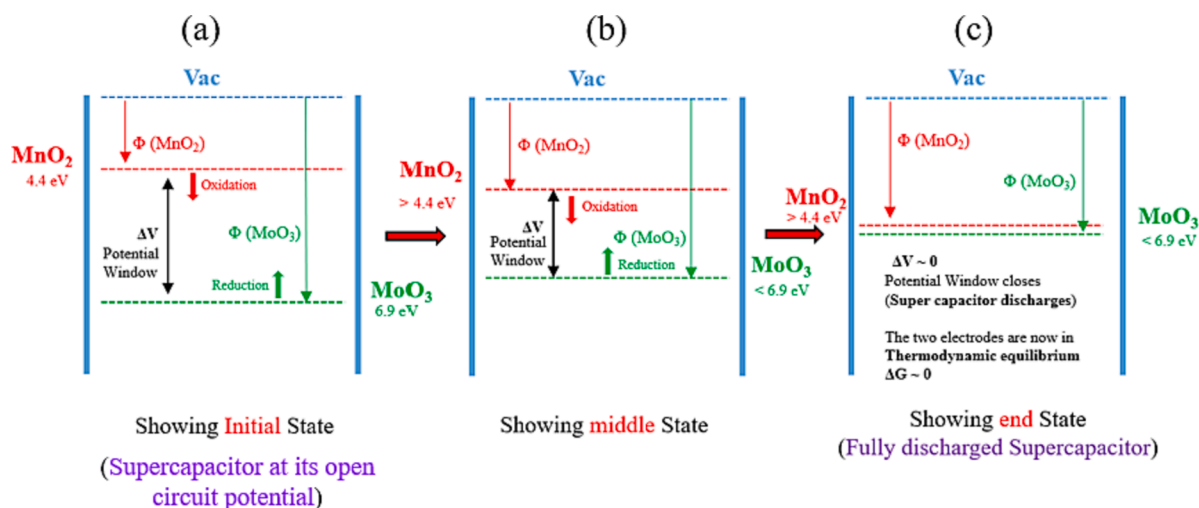 (a)
Vac
Φ (MnO₂)
MnO₂
4.4 eV
Oxidation
ΔV
Potential
Window
Φ (MoO₃)
Reduction
MoO₃
6.9 eV
Showing Initial State
(Supercapacitor at its open
circuit potential)
(b)
Vac
Φ (MnO₂)
MnO₂
> 4.4 eV
Oxidation
ΔV
Potential
Window
Φ (MoO₃)
Reduction
MoO₃
< 6.9 eV
Showing middle State
(c)
Vac
Φ (MnO₂)
Φ (MoO₃)
MnO₂
> 4.4 eV
MoO₃
< 6.9 eV
ΔV ~ 0
Potential Window closes
(Super capacitor discharges)
The two electrodes are now in
Thermodynamic equilibrium
ΔG ~ 0
Showing end State
(Fully discharged Supercapacitor)